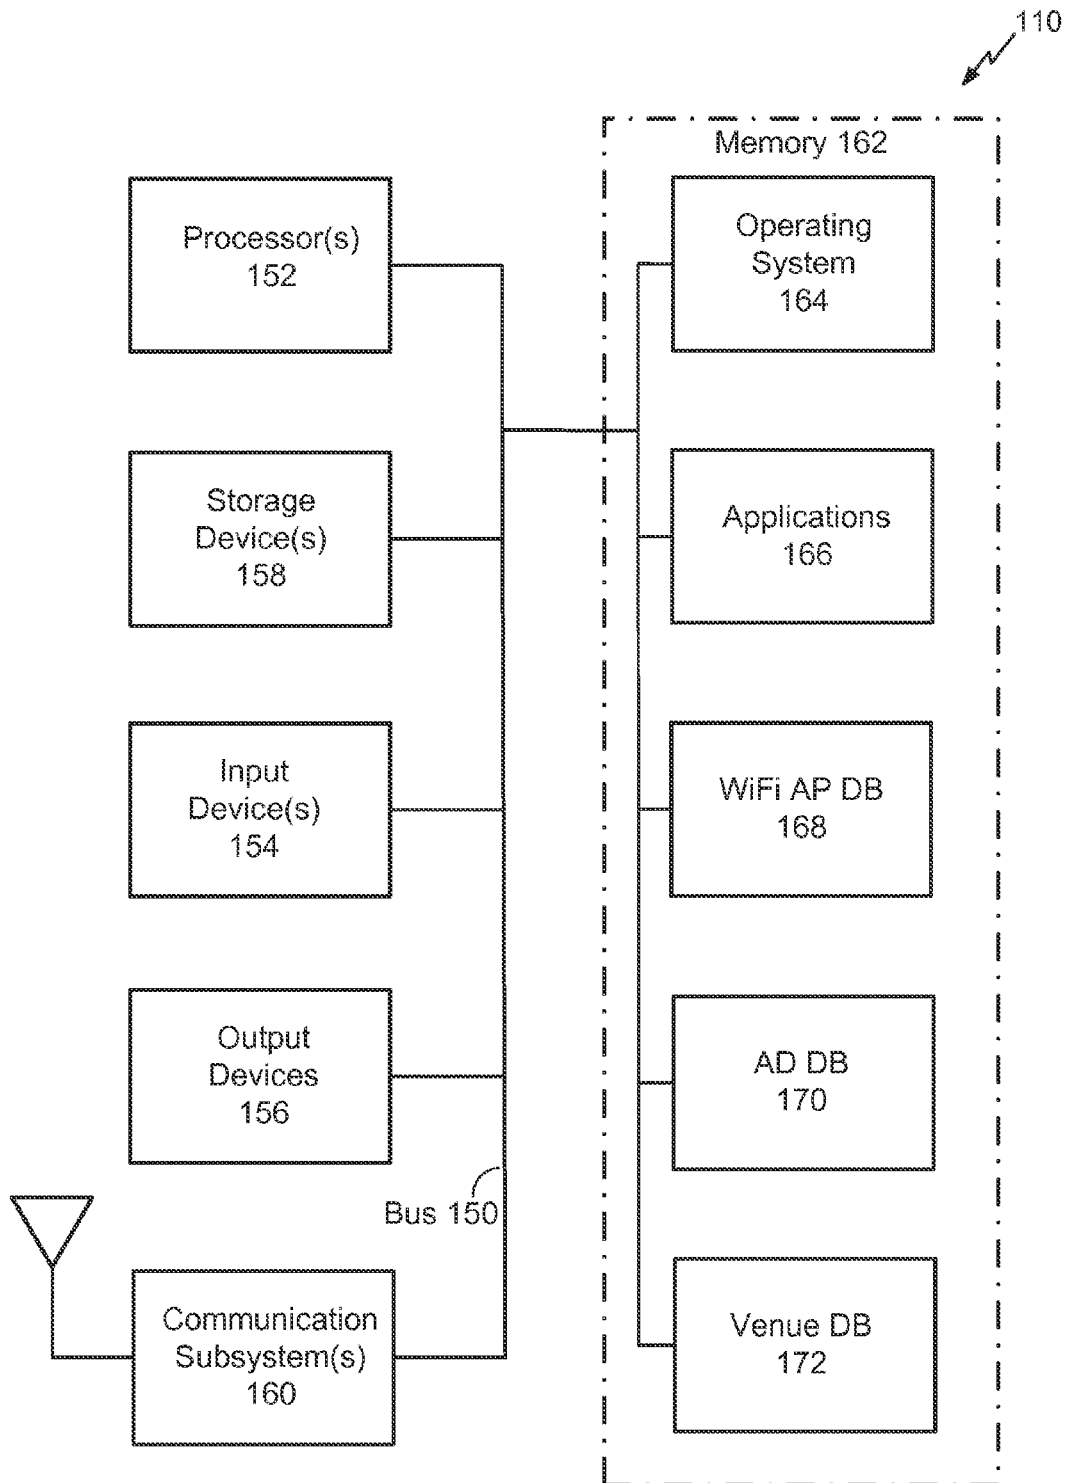 110
Memory 162
Processor(s)
152
Operating
System
164
Storage
Device(s)
158
Applications
166
Input
Device(s)
154
WiFi AP DB
168
Output
Devices
156
AD DB
170
Bus 150
Communication
Subsystem(s)
160
Venue DB
172